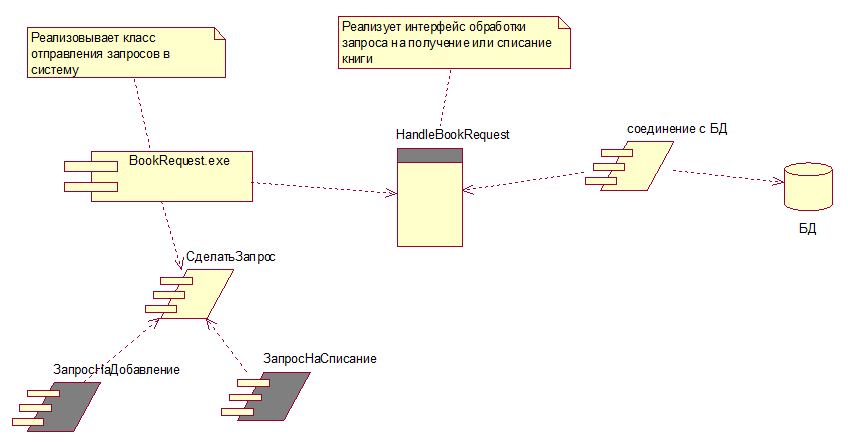 Реализовывает класс
отправления запросов в
систему
Реализует интерфейс обработки
запроса на получение или списание
книги
BookRequest.exe
HandleBookRequest
соединение с БД
БД
СделатьЗапрос
ЗапросНаДобавление
ЗапросНаСписание